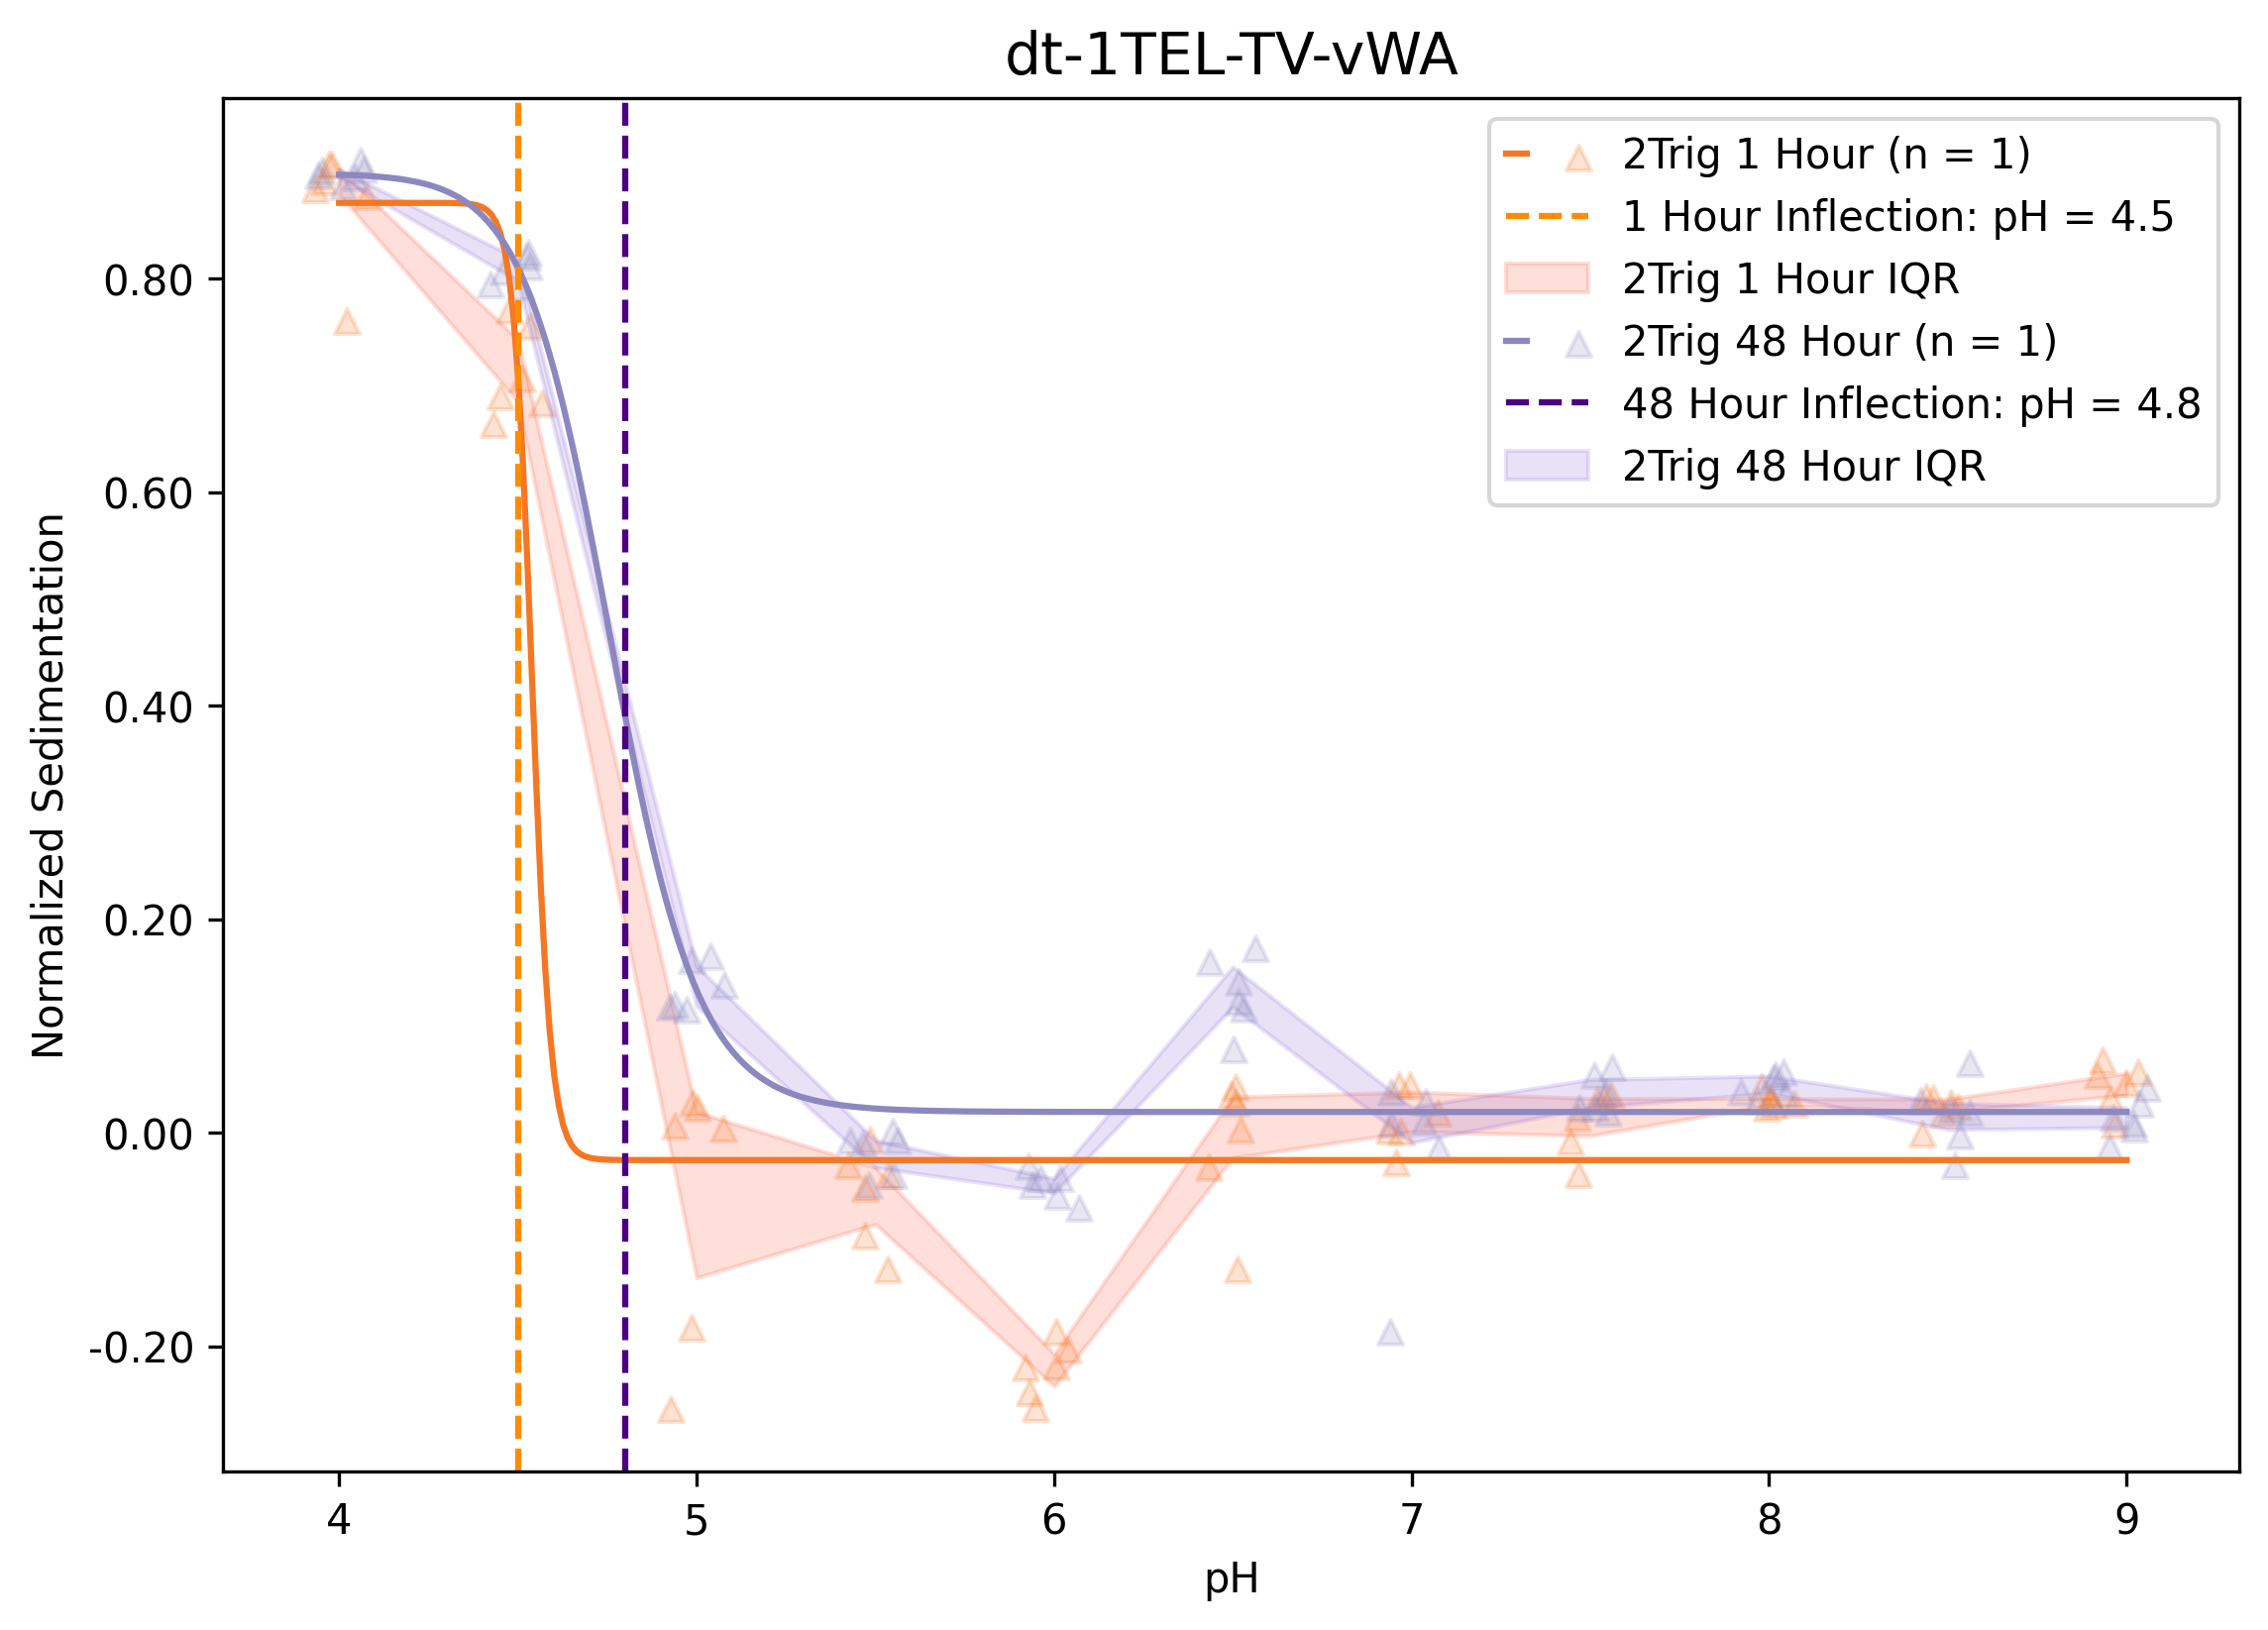 dt-1TEL-TV-vWA
2Trig 1 Hour (n = 1)
1 Hour Inflection: pH = 4.5
2Trig 1 Hour IQR
2Trig 48 Hour (n = 1)
48 Hour Inflection: pH = 4.8
2Trig 48 Hour IQR
Normalized Sedimentation
0.80
0.60
0.40
0.20
0.00
-0.20
4 5 6 7 8 9
pH